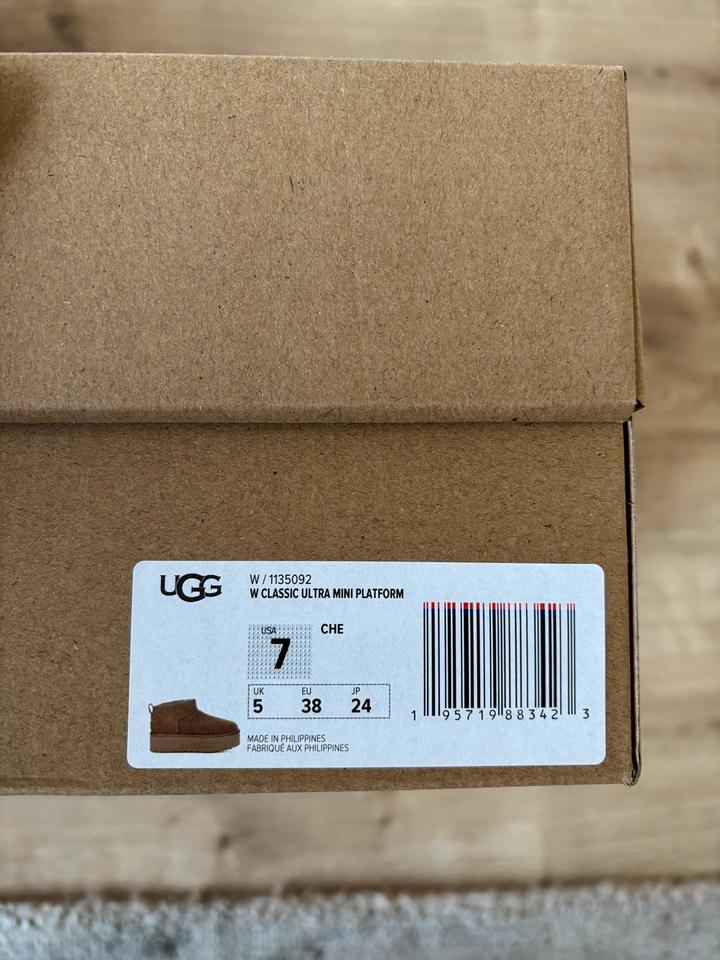 UGG
W / 1135092
W CLASSIC ULTRA MINI PLATFORM
USA
7
CHE
UK EU JP
5 38 24
MADE IN PHILIPPINES
FABRIQUÉ AUX PHILIPPINES
1 95719 88342 3